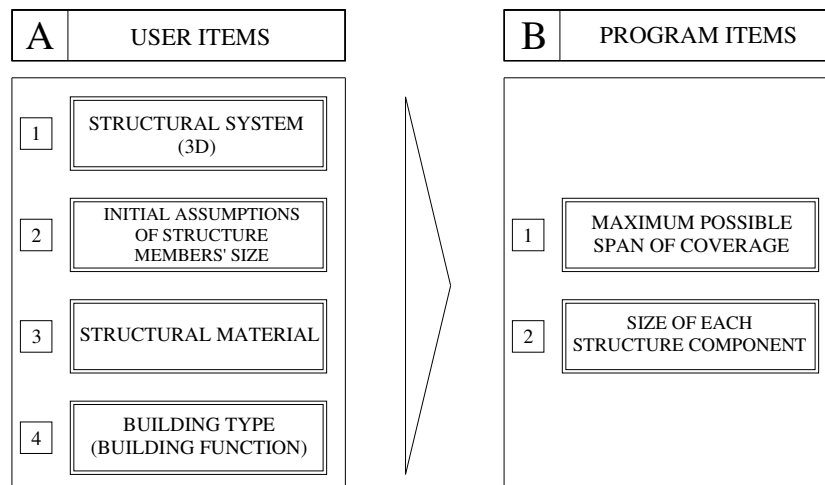 A USER ITEMS
1 STRUCTURAL SYSTEM
(3D)
2 INITIAL ASSUMPTIONS
OF STRUCTURE
MEMBERS' SIZE
3 STRUCTURAL MATERIAL
4 BUILDING TYPE
(BUILDING FUNCTION)
B PROGRAM ITEMS
1 MAXIMUM POSSIBLE
SPAN OF COVERAGE
2 SIZE OF EACH
STRUCTURE COMPONENT